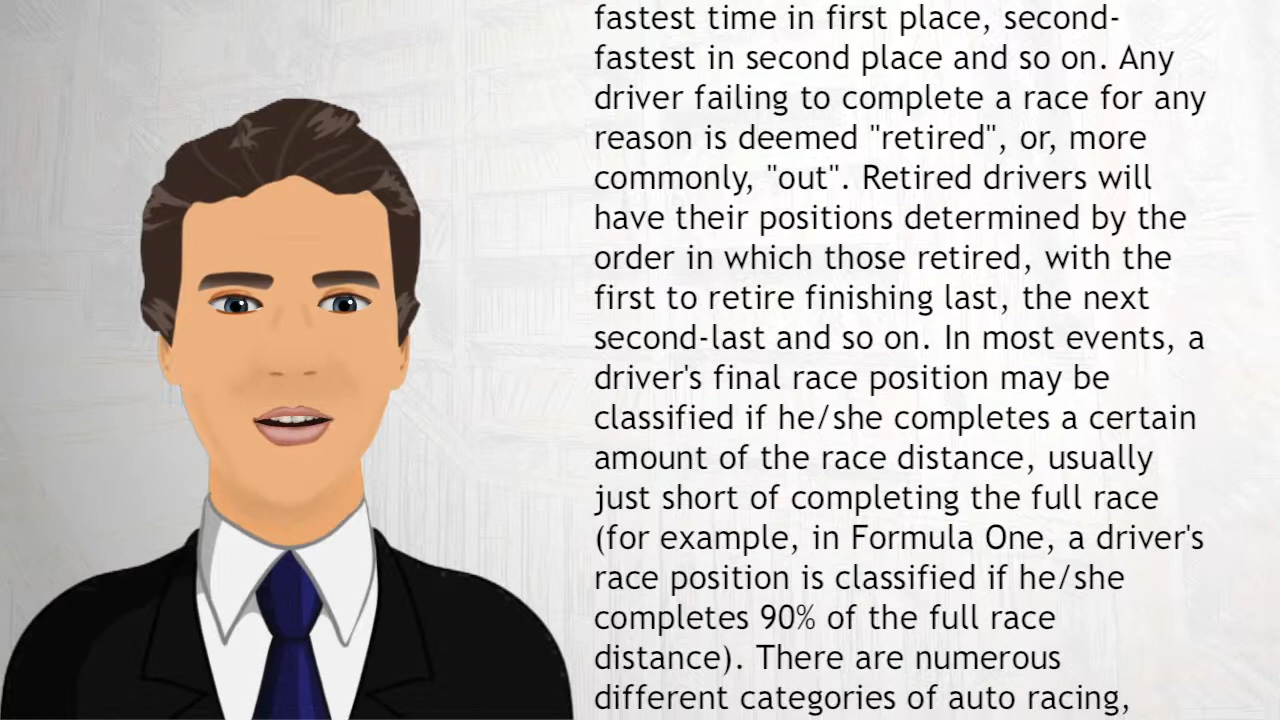 fastest time in first place, second-
fastest in second place and so on. Any
driver failing to complete a race for any
reason is deemed "retired", or, more
commonly, "out". Retired drivers will
have their positions determined by the
order in which those retired, with the
first to retire finishing last, the next
second-last and so on. In most events, a
driver's final race position may be
classified if he/she completes a certain
amount of the race distance, usually
just short of completing the full race
(for example, in Formula One, a driver's
race position is classified if he/she
completes 90% of the full race
distance). There are numerous
different categories of auto racing,